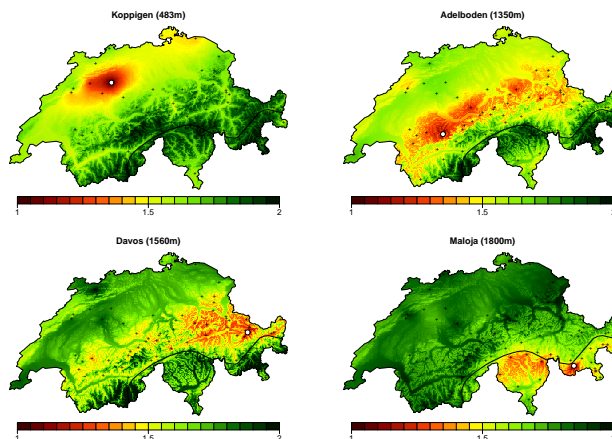 Koppigen (483m)
Adelboden (1350m)
1 1.5 2
1 1.5
Davos (1560m)
Maloja (1800m)
1 1.5 2
1 1.5